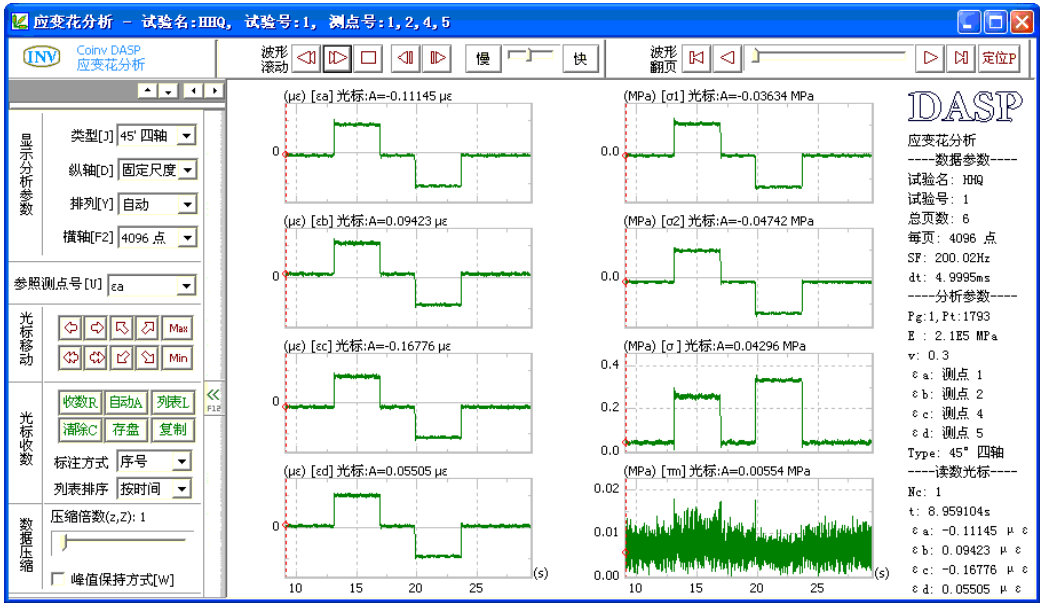 应变花分析 - 试验名:HHQ, 试验号:1, 测点号:1,2,4,5
INV
Coinv DASP
应变花分析
波形
滚动
慢
快
波形
翻页
定位P
显示分析参数
类型[J] 45' 四轴
纵轴[D] 固定尺度
排列[Y] 自动
横轴[F2] 4096 点
参照测点号[U] εa
光标移动
Max
Min
光标收数
收数R 自动A 列表L
清除C 存盘 复制
F12
标注方式 序号
列表排序 按时间
数据压缩
压缩倍数(z,Z): 1
峰值保持方式[W]
(με) [εa] 光标:A=-0.11145 με
0
(με) [εb] 光标:A=0.09423 με
0
(με) [εc] 光标:A=-0.16776 με
0
(με) [εd] 光标:A=0.05505 με
0
10 15 20 25 (s)
(MPa) [σ1] 光标:A=-0.03634 MPa
0.0
(MPa) [σ2] 光标:A=-0.04742 MPa
0.0
(MPa) [σ ] 光标:A=0.04296 MPa
0.4
0.2
0.0
(MPa) [τm] 光标:A=0.00554 MPa
0.02
0.01
0.00
10 15 20 25 (s)
DASP
应变花分析
----数据参数----
试验名: HHQ
试验号: 1
总页数: 6
每页: 4096 点
SF: 200.02Hz
dt: 4.9995ms
----分析参数----
Pg:1,Pt:1793
E : 2.1E5 MPa
v: 0.3
εa: 测点 1
εb: 测点 2
εc: 测点 4
εd: 测点 5
Type: 45° 四轴
----读数光标----
Nc: 1
t: 8.959104s
εa: -0.11145 με
εb: 0.09423 με
εc: -0.16776 με
εd: 0.05505 με